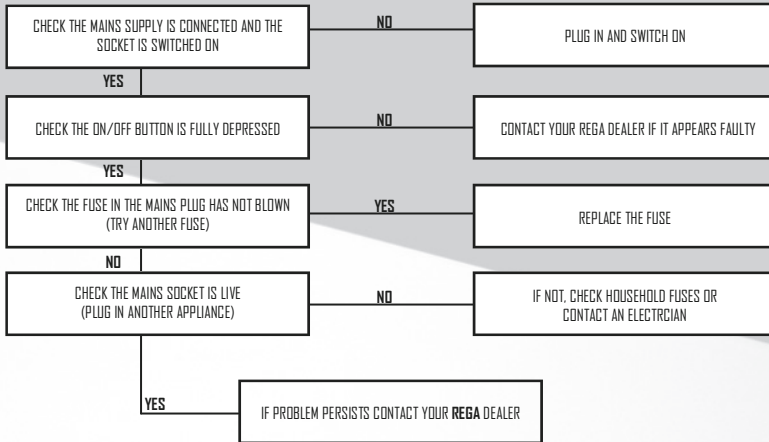 CHECK THE MAINS SUPPLY IS CONNECTED AND THE
SOCKET IS SWITCHED ON
NO
PLUG IN AND SWITCH ON
YES
CHECK THE ON/OFF BUTTON IS FULLY DEPRESSED
NO
CONTACT YOUR REGA DEALER IF IT APPEARS FAULTY
YES
CHECK THE FUSE IN THE MAINS PLUG HAS NOT BLOWN
(TRY ANOTHER FUSE)
YES
REPLACE THE FUSE
NO
CHECK THE MAINS SOCKET IS LIVE
(PLUG IN ANOTHER APPLIANCE)
NO
IF NOT, CHECK HOUSEHOLD FUSES OR
CONTACT AN ELECTRCIAN
YES
IF PROBLEM PERSISTS CONTACT YOUR REGA DEALER